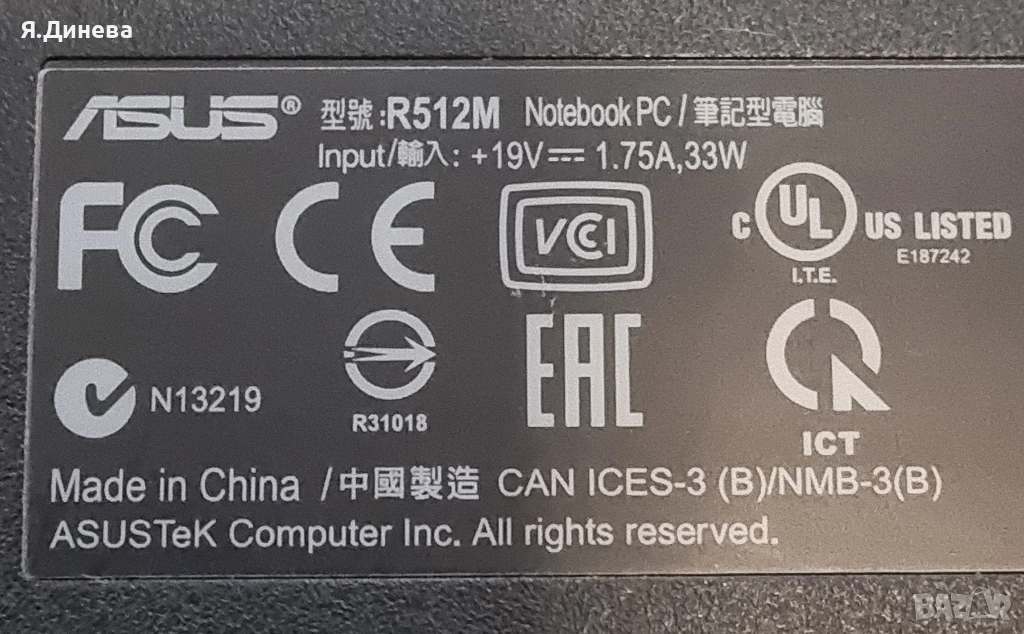 Я.Динева
ASUS® 型號:R512M Notebook PC / 筆記型電腦
Input/輸入: +19V⎓ 1.75A,33W
FC CE VCCI C UL US LISTED
I.T.E. E187242
N13219 R31018 EAC ICT
Made in China /中國製造 CAN ICES-3 (B)/NMB-3(B)
ASUSTeK Computer Inc. All rights reserved.
BAZAR